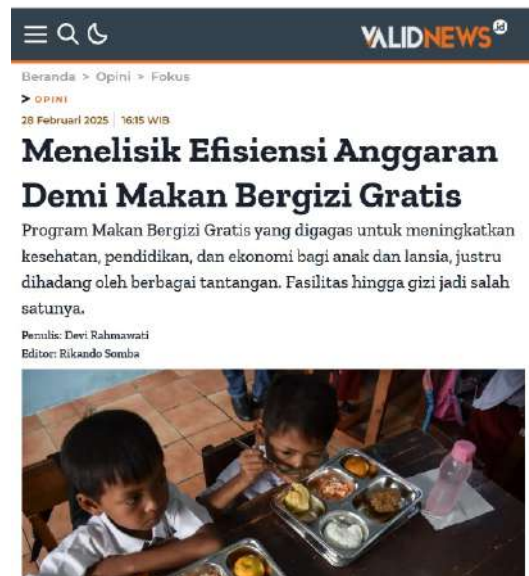 VALIDNEWS id
Beranda > Opini > Fokus
> OPINI
28 Februari 2025 | 16:15 WIB
Menelisik Efisiensi Anggaran
Demi Makan Bergizi Gratis
Program Makan Bergizi Gratis yang digagas untuk meningkatkan
kesehatan, pendidikan, dan ekonomi bagi anak dan lansia, justru
dihadang oleh berbagai tantangan. Fasilitas hingga gizi jadi salah
satunya.
Penulis: Devi Rahmawati
Editor: Rikando Somba